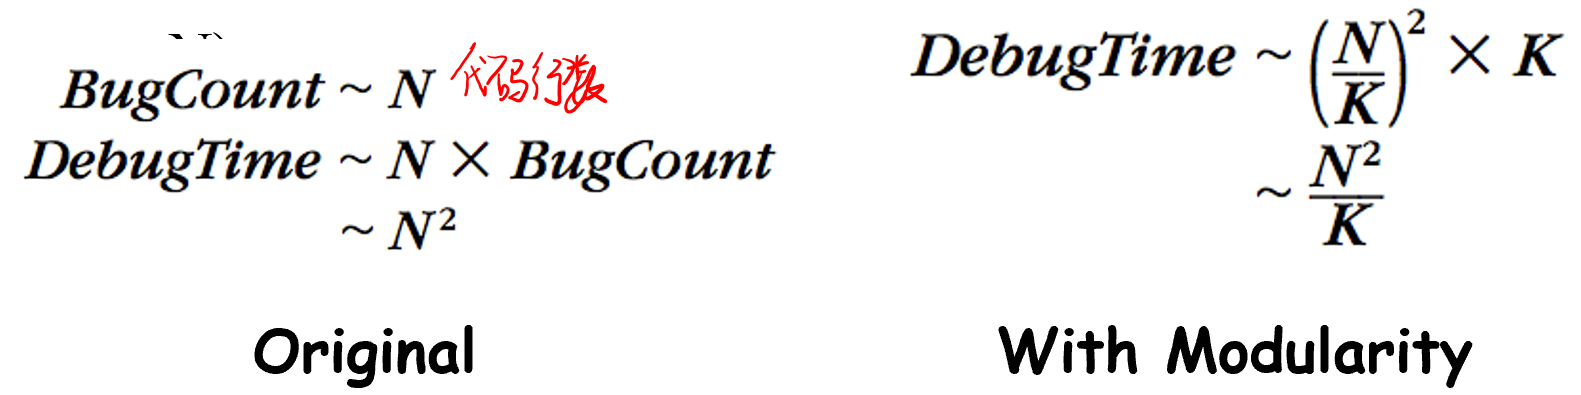 BugCount ~ N 代码行数
DebugTime ~ N × BugCount
~ N²
Original
DebugTime ~ (N/K)² × K
~ N²/K
With Modularity